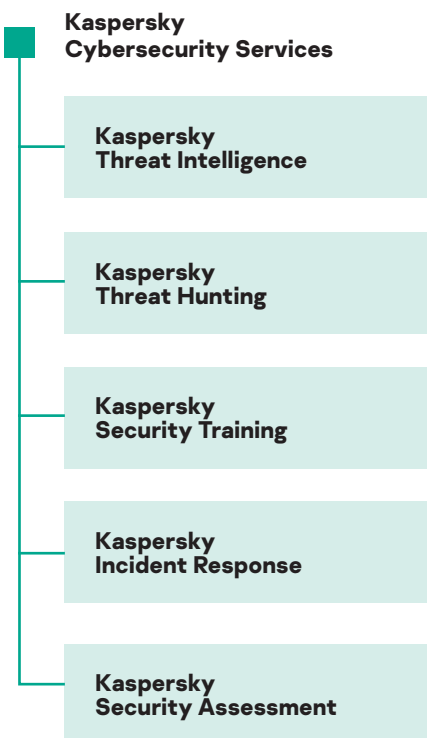 Kaspersky
Cybersecurity Services
Kaspersky
Threat Intelligence
Kaspersky
Threat Hunting
Kaspersky
Security Training
Kaspersky
Incident Response
Kaspersky
Security Assessment